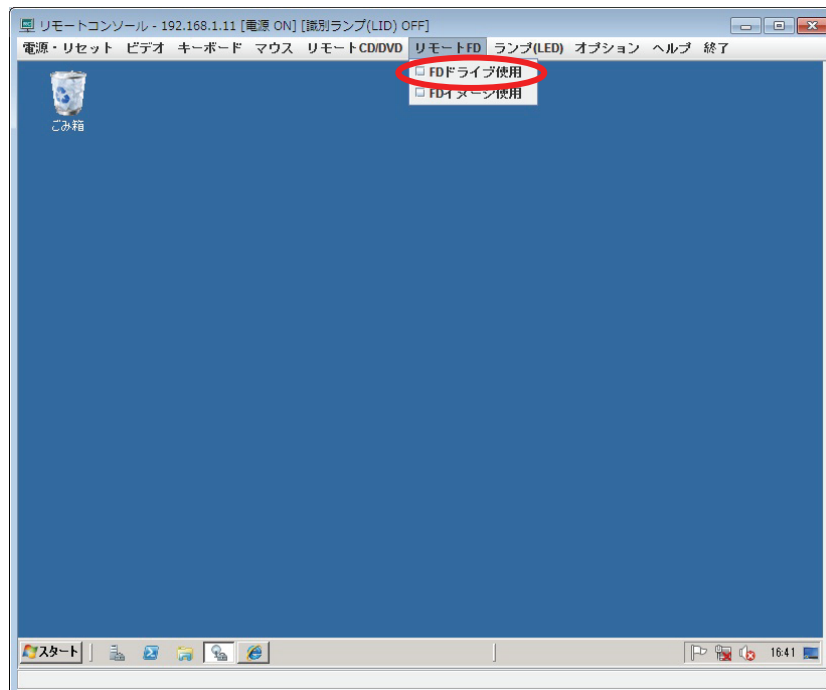 リモートコンソール - 192.168.1.11 [電源 ON] [識別ランプ(LID) OFF]
電源・リセット ビデオ キーボード マウス リモートCD/DVD リモートFD ランプ(LED) オプション ヘルプ 終了
FDドライブ使用
FDイメージ使用
ごみ箱
スタート
16:41